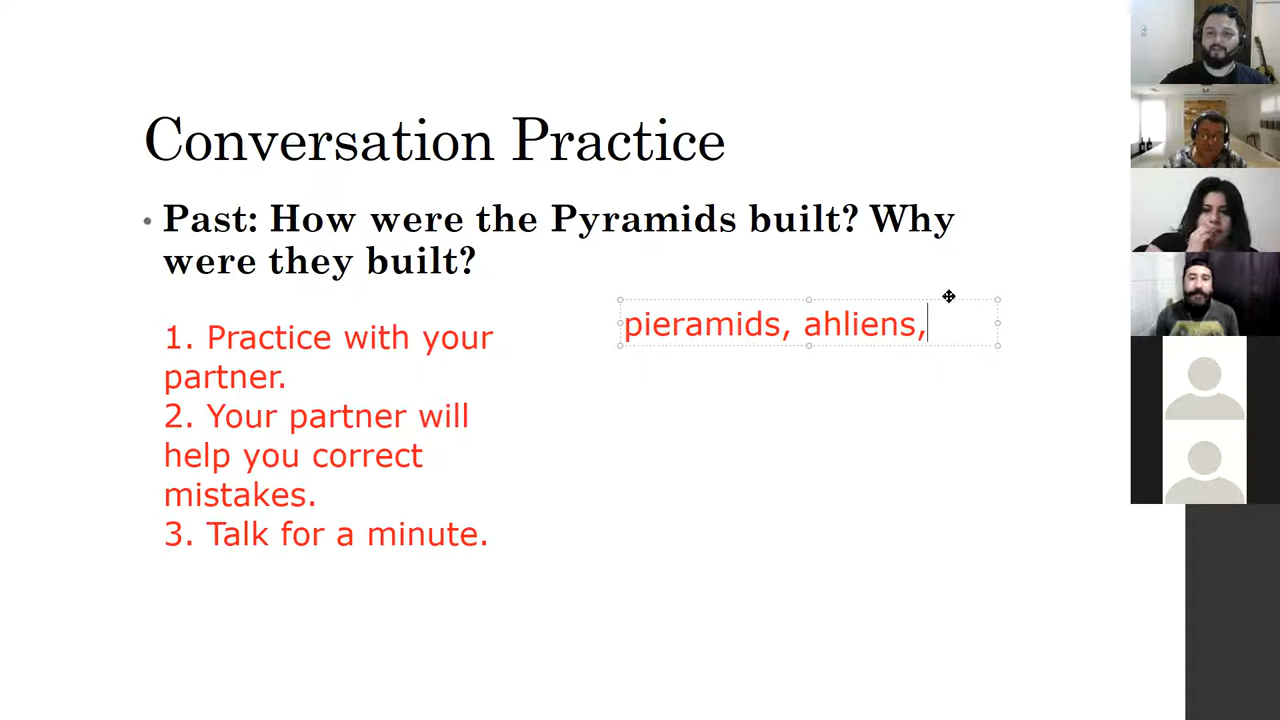 Conversation Practice
• Past: How were the Pyramids built? Why
were they built?
1. Practice with your
partner.
2. Your partner will
help you correct
mistakes.
3. Talk for a minute.
pieramids, ahliens,